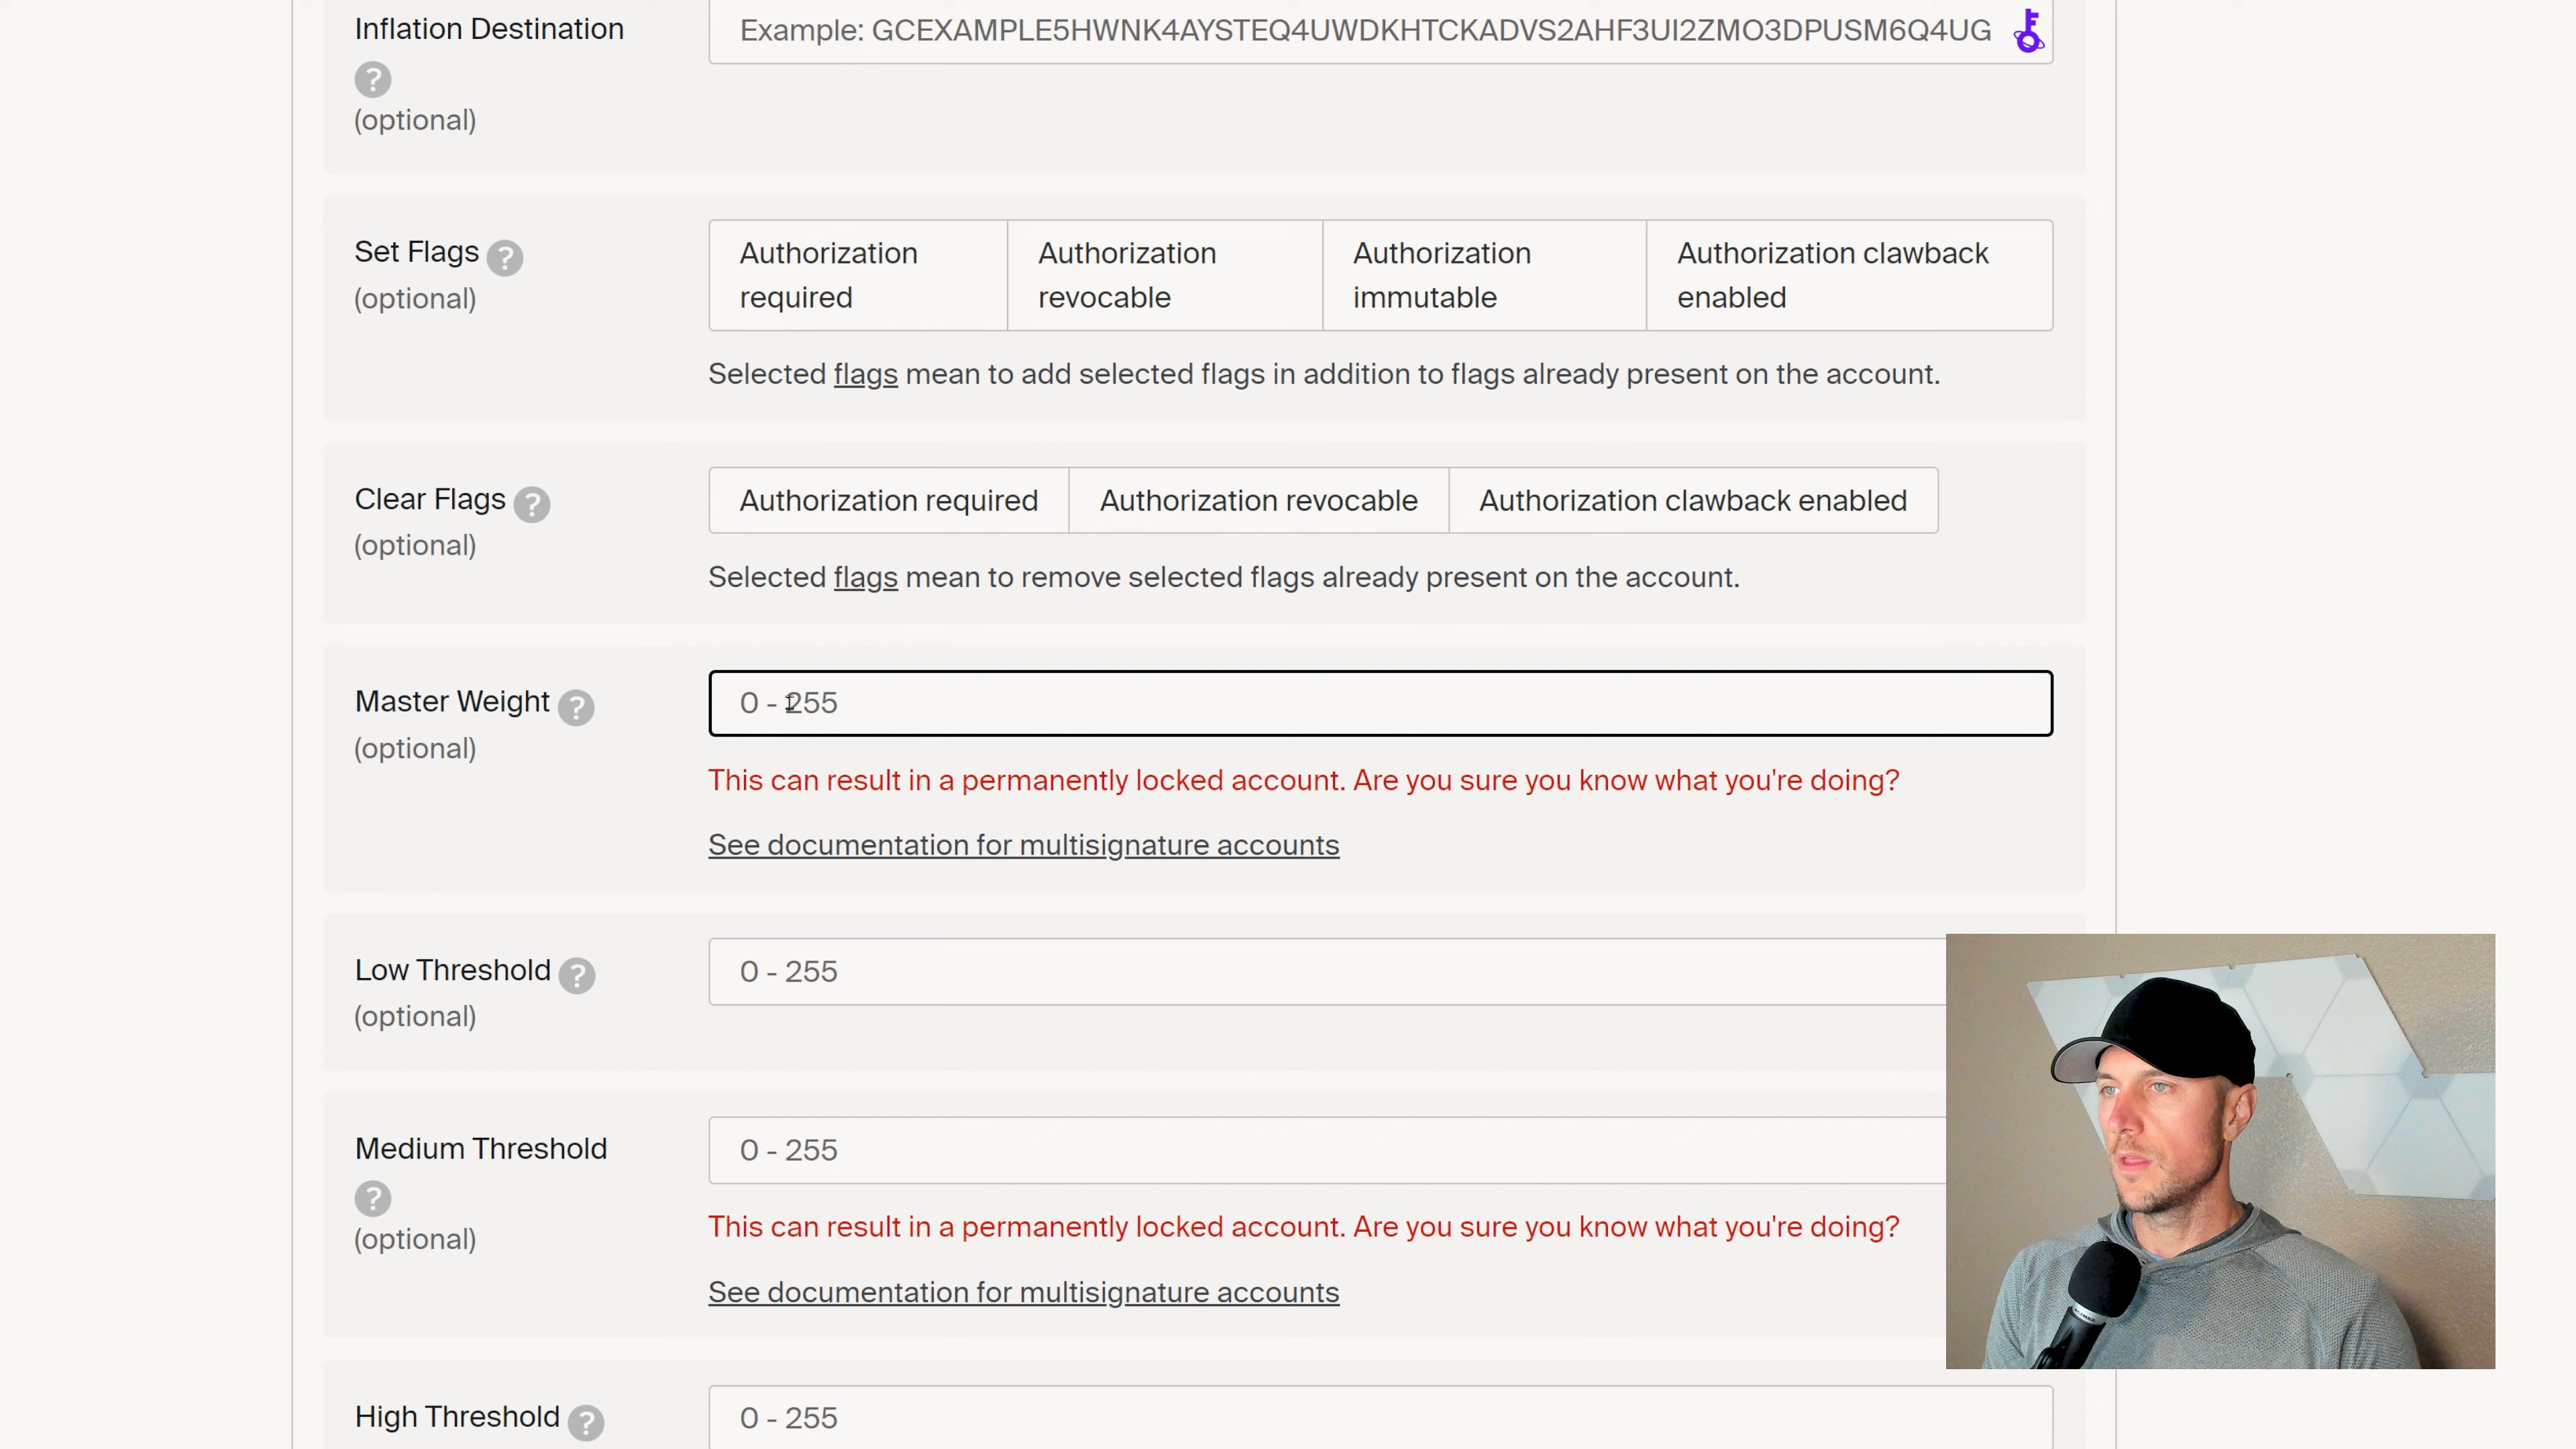 Inflation Destination
?
(optional)
Example: GCEXAMPLE5HWNK4AYSTEQ4UWDKHTCKADVS2AHF3UI2ZMO3DPUSM6Q4UG
Set Flags ?
(optional)
Authorization required
Authorization revocable
Authorization immutable
Authorization clawback enabled
Selected flags mean to add selected flags in addition to flags already present on the account.
Clear Flags ?
(optional)
Authorization required
Authorization revocable
Authorization clawback enabled
Selected flags mean to remove selected flags already present on the account.
Master Weight ?
(optional)
0 - 255
This can result in a permanently locked account. Are you sure you know what you're doing?
See documentation for multisignature accounts
Low Threshold ?
(optional)
0 - 255
Medium Threshold
?
(optional)
0 - 255
This can result in a permanently locked account. Are you sure you know what you're doing?
See documentation for multisignature accounts
High Threshold ?
0 - 255